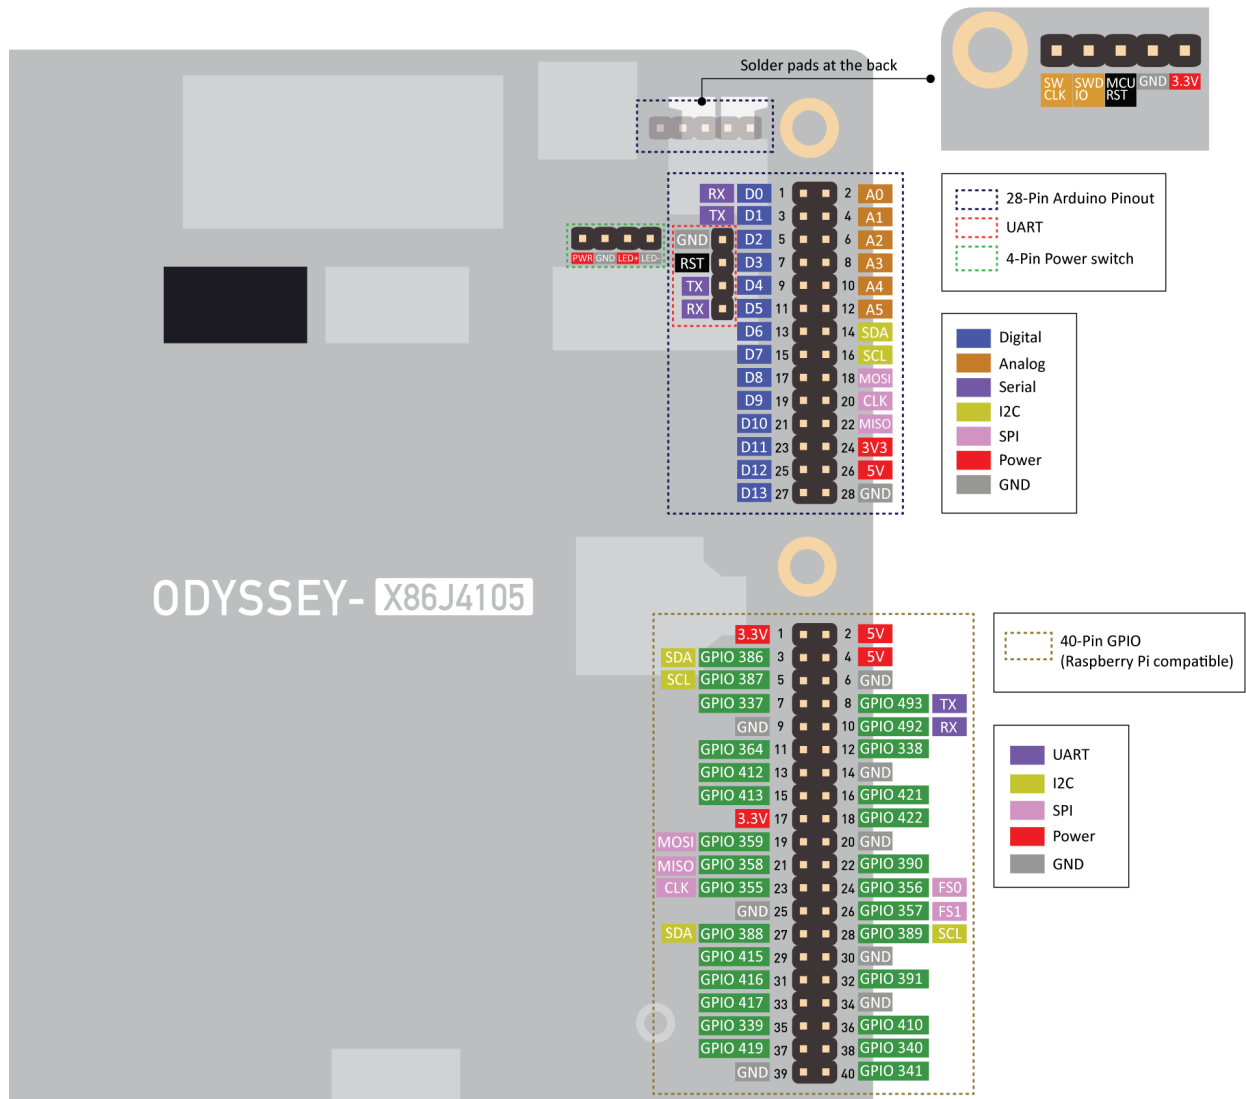 Solder pads at the back
SW CLK
SWD IO
MCU RST
GND
3.3V
28-Pin Arduino Pinout
UART
4-Pin Power switch
Digital
Analog
Serial
I2C
SPI
Power
GND
PWR GND LED+ LED-
GND
RST
TX
RX
RX D0 1 2 A0
TX D1 3 4 A1
D2 5 6 A2
D3 7 8 A3
D4 9 10 A4
D5 11 12 A5
D6 13 14 SDA
D7 15 16 SCL
D8 17 18 MOSI
D9 19 20 CLK
D10 21 22 MISO
D11 23 24 3V3
D12 25 26 5V
D13 27 28 GND
ODYSSEY- X86J4105
3.3V 1 2 5V
SDA GPIO 386 3 4 5V
SCL GPIO 387 5 6 GND
GPIO 337 7 8 GPIO 493 TX
GND 9 10 GPIO 492 RX
GPIO 364 11 12 GPIO 338
GPIO 412 13 14 GND
GPIO 413 15 16 GPIO 421
3.3V 17 18 GPIO 422
MOSI GPIO 359 19 20 GND
MISO GPIO 358 21 22 GPIO 390
CLK GPIO 355 23 24 GPIO 356 FS0
GND 25 26 GPIO 357 FS1
SDA GPIO 388 27 28 GPIO 389 SCL
GPIO 415 29 30 GND
GPIO 416 31 32 GPIO 391
GPIO 417 33 34 GND
GPIO 339 35 36 GPIO 410
GPIO 419 37 38 GPIO 340
GND 39 40 GPIO 341
40-Pin GPIO
(Raspberry Pi compatible)
UART
I2C
SPI
Power
GND